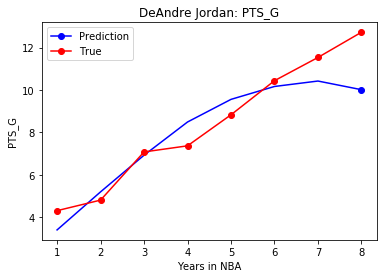 DeAndre Jordan: PTS_G
Prediction
True
12
10
8
6
4
PTS_G
1 2 3 4 5 6 7 8
Years in NBA